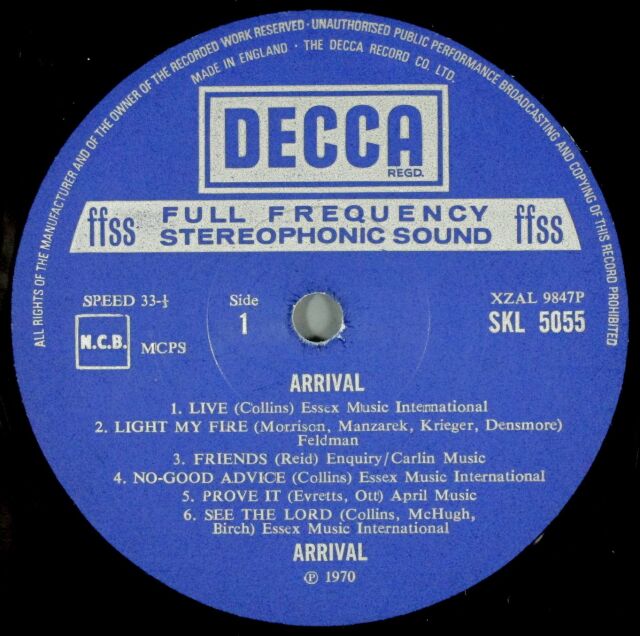 ALL RIGHTS OF THE MANUFACTURER AND OF THE OWNER OF THE RECORDED WORK RESERVED · UNAUTHORISED PUBLIC PERFORMANCE BROADCASTING AND COPYING OF THIS RECORD PROHIBITED
MADE IN ENGLAND · THE DECCA RECORD CO. LTD.
DECCA
REGD.
ffss FULL FREQUENCY ffss
STEREOPHONIC SOUND
SPEED 33-⅓ Side XZAL 9847P
1 SKL 5055
N.C.B. MCPS
ARRIVAL
1. LIVE (Collins) Essex Music International
2. LIGHT MY FIRE (Morrison, Manzarek, Krieger, Densmore)
Feldman
3. FRIENDS (Reid) Enquiry/Carlin Music
4. NO-GOOD ADVICE (Collins) Essex Music International
5. PROVE IT (Evretts, Ott) April Music
6. SEE THE LORD (Collins, McHugh,
Birch) Essex Music International
ARRIVAL
℗ 1970